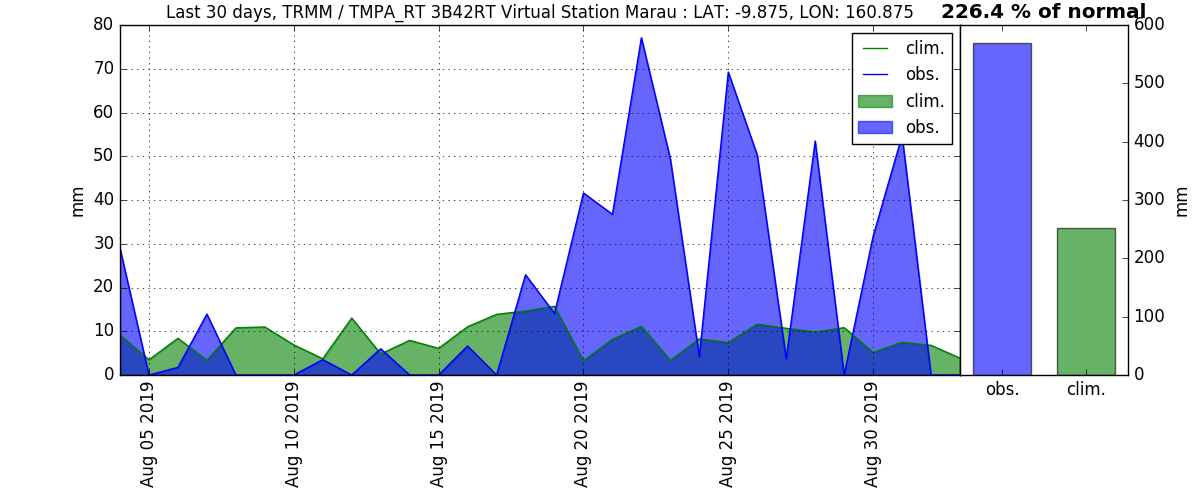 Last 30 days, TRMM / TMPA_RT 3B42RT Virtual Station Marau : LAT: -9.875, LON: 160.875
226.4 % of normal
80
70
60
50
40
30
20
10
0
mm
clim.
obs.
clim.
obs.
Aug 05 2019
Aug 10 2019
Aug 15 2019
Aug 20 2019
Aug 25 2019
Aug 30 2019
600
500
400
300
200
100
0
mm
obs.
clim.